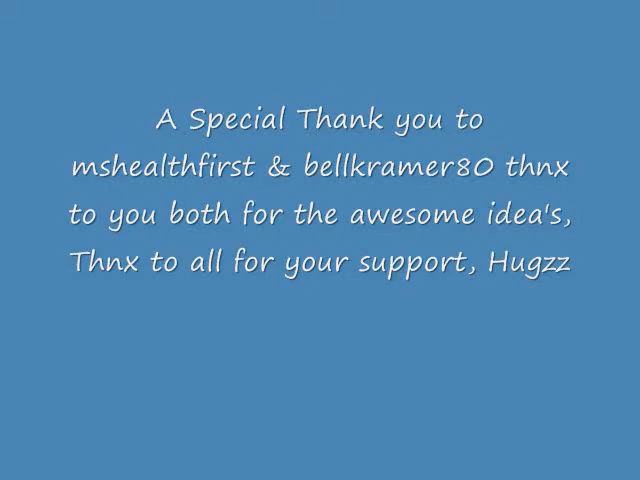 A Special Thank you to
mshealthfirst & bellkramer80 thnx
to you both for the awesome idea's,
Thnx to all for your support, Hugzz